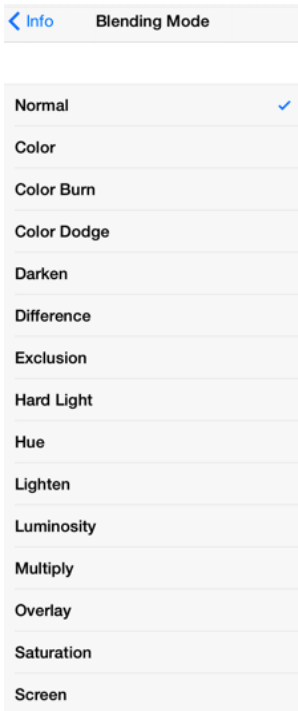 Info Blending Mode
Normal
Color
Color Burn
Color Dodge
Darken
Difference
Exclusion
Hard Light
Hue
Lighten
Luminosity
Multiply
Overlay
Saturation
Screen